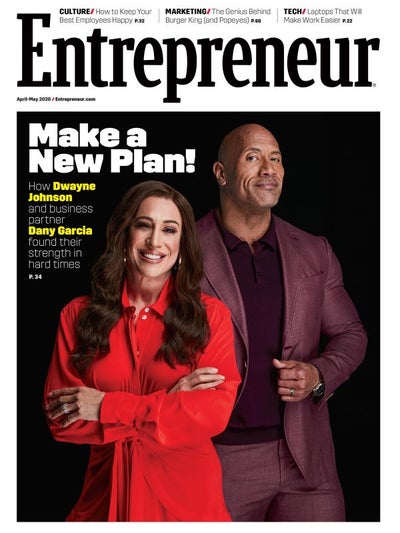 CULTURE/ How to Keep Your
Best Employees Happy P.32
MARKETING/ The Genius Behind
Burger King (and Popeyes) P.66
TECH/ Laptops That Will
Make Work Easier P.22
Entrepreneur
April-May 2020 / Entrepreneur.com
Make a
New Plan!
How Dwayne
Johnson
and business
partner
Dany Garcia
found their
strength in
hard times
P. 34